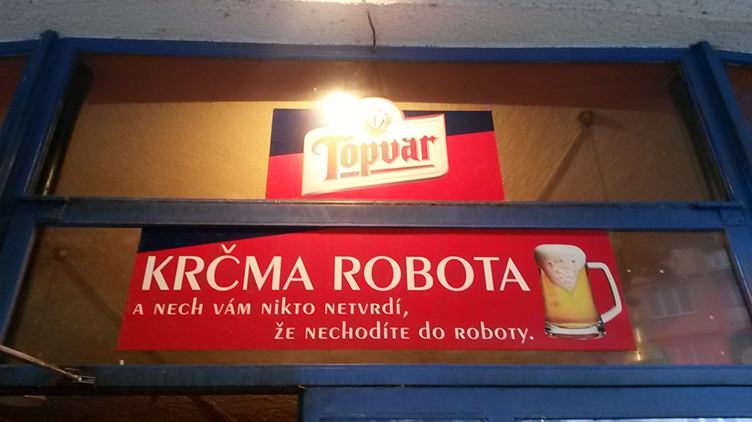 Topvar
KRČMA ROBOTA
A NECH VÁM NIKTO NETVRDÍ,
ŽE NECHODÍTE DO ROBOTY.